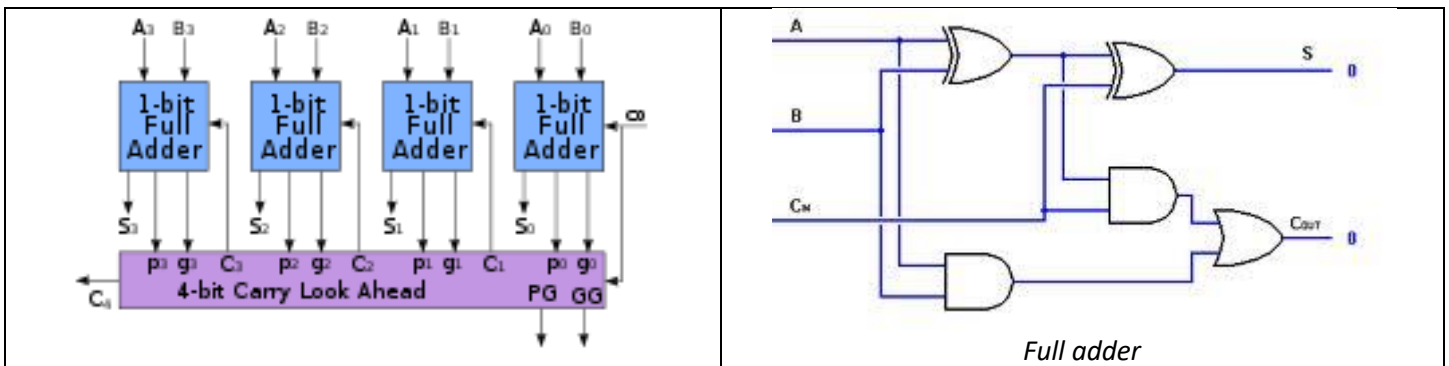 A3 B3 A2 B2 A1 B1 A0 B0
1-bit Full Adder
1-bit Full Adder
1-bit Full Adder
1-bit Full Adder
C0
S3 S2 S1 S0
p3 g3 C3 p2 g2 C2 p1 g1 C1 p0 g0
4-bit Carry Look Ahead
PG GG
C4
A
S 0
B
CIN
COUT 0
Full adder